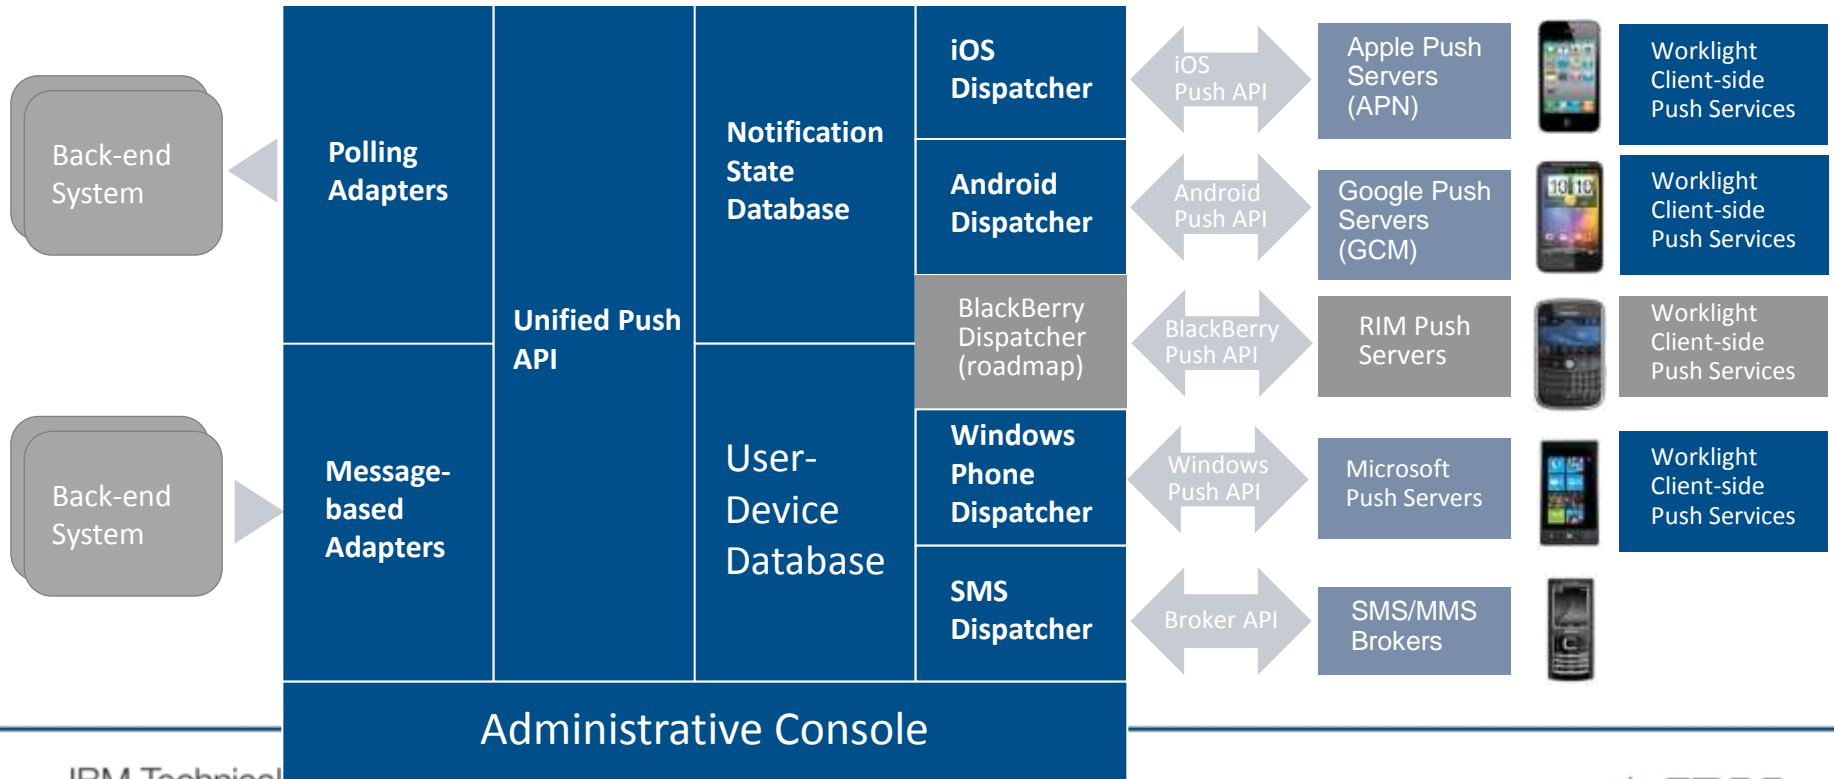 Back-end
System
Back-end
System
Polling
Adapters
Message-
based
Adapters
Unified Push
API
Notification
State
Database
User-
Device
Database
iOS
Dispatcher
Android
Dispatcher
BlackBerry
Dispatcher
(roadmap)
Windows
Phone
Dispatcher
SMS
Dispatcher
iOS
Push API
Android
Push API
BlackBerry
Push API
Windows
Push API
Broker API
Apple Push
Servers
(APN)
Google Push
Servers
(GCM)
RIM Push
Servers
Microsoft
Push Servers
SMS/MMS
Brokers
10 10
Worklight
Client-side
Push Services
Worklight
Client-side
Push Services
Worklight
Client-side
Push Services
Worklight
Client-side
Push Services
Administrative Console
IBM Technical